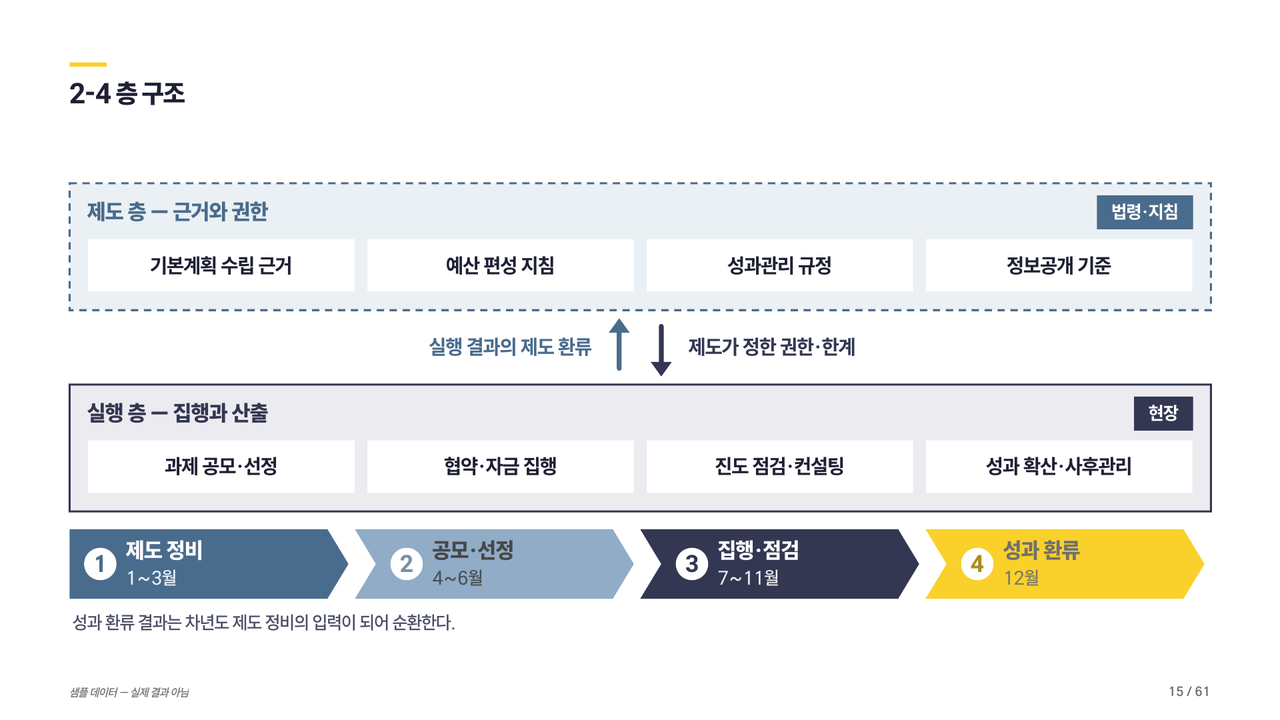 2-4 층 구조
제도 층 — 근거와 권한
법령·지침
기본계획 수립 근거
예산 편성 지침
성과관리 규정
정보공개 기준
실행 결과의 제도 환류
제도가 정한 권한·한계
실행 층 — 집행과 산출
현장
과제 공모·선정
협약·자금 집행
진도 점검·컨설팅
성과 확산·사후관리
1
제도 정비
1~3월
2
공모·선정
4~6월
3
집행·점검
7~11월
4
성과 환류
12월
성과 환류 결과는 차년도 제도 정비의 입력이 되어 순환한다.
샘플 데이터 — 실제 결과 아님
15 / 61